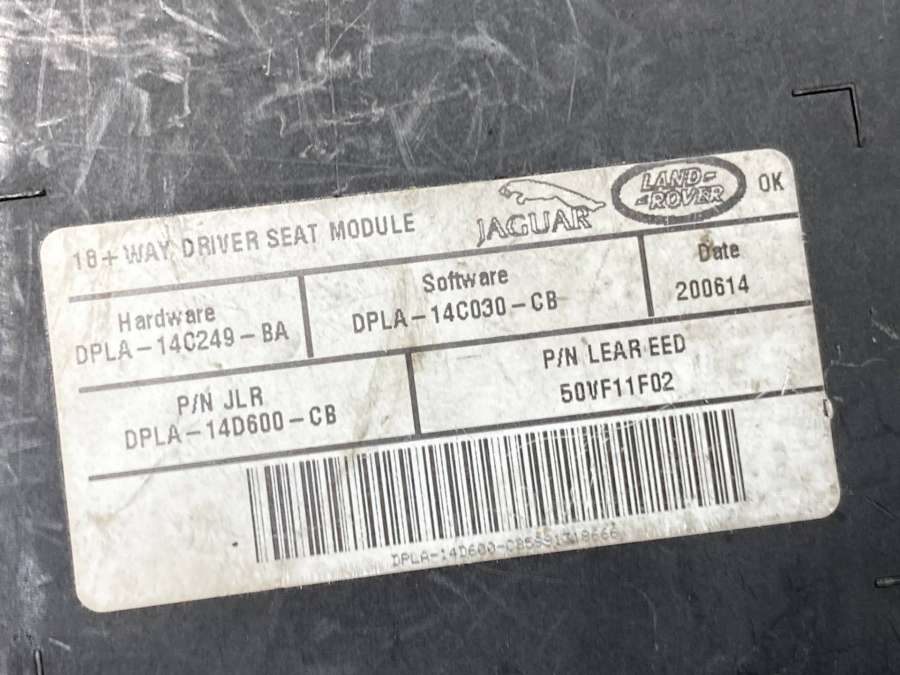 18+WAY DRIVER SEAT MODULE
JAGUAR
LAND-
-ROVER
OK
Hardware
DPLA-14C249-BA
Software
DPLA-14C030-CB
Date
200614
P/N JLR
DPLA-14D600-CB
P/N LEAR EED
50VF11F02